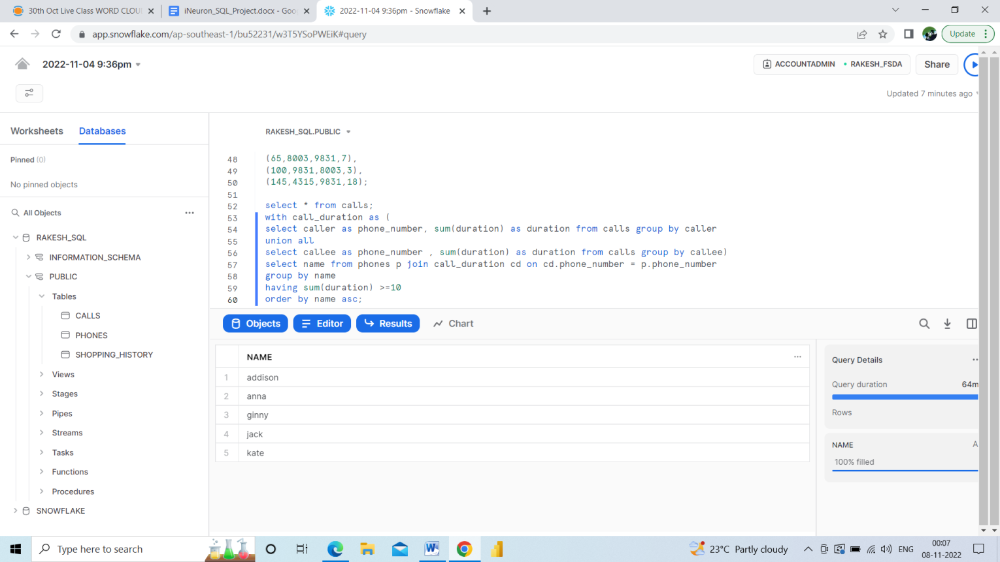 30th Oct Live Class WORD CLOU
iNeuron_SQL_Project.docx - Goo
2022-11-04 9:36pm - Snowflake
app.snowflake.com/ap-southeast-1/bu52231/w3T5YSoPWEiK#query
Update
2022-11-04 9:36pm
ACCOUNTADMIN • RAKESH_FSDA
Share
Updated 7 minutes ago
Worksheets
Databases
Pinned (0)
No pinned objects
All Objects
RAKESH_SQL
INFORMATION_SCHEMA
PUBLIC
Tables
CALLS
PHONES
SHOPPING_HISTORY
Views
Stages
Pipes
Streams
Tasks
Functions
Procedures
SNOWFLAKE
RAKESH_SQL.PUBLIC
48 (65,8003,9831,7),
49 (100,9831,8003,3),
50 (145,4315,9831,18);
51
52 select * from calls;
53 with call_duration as (
54 select caller as phone_number, sum(duration) as duration from calls group by caller
55 union all
56 select callee as phone_number , sum(duration) as duration from calls group by callee)
57 select name from phones p join call_duration cd on cd.phone_number = p.phone_number
58 group by name
59 having sum(duration) >=10
60 order by name asc;
Objects
Editor
Results
Chart
NAME
1 addison
2 anna
3 ginny
4 jack
5 kate
Query Details
Query duration 64m
Rows
NAME A
100% filled
Type here to search
23°C Partly cloudy
ENG
00:07
08-11-2022